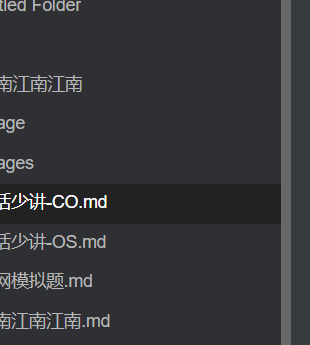 tled Folder
南江南江南
age
ages
话少讲-CO.md
话少讲-OS.md
网模拟题.md
南江南江南.md